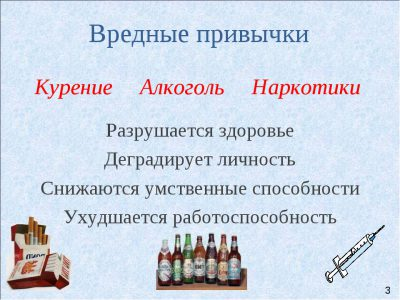 Вредные привычки
Курение Алкоголь Наркотики
Разрушается здоровье
Деградирует личность
Снижаются умственные способности
Ухудшается работоспособность
3